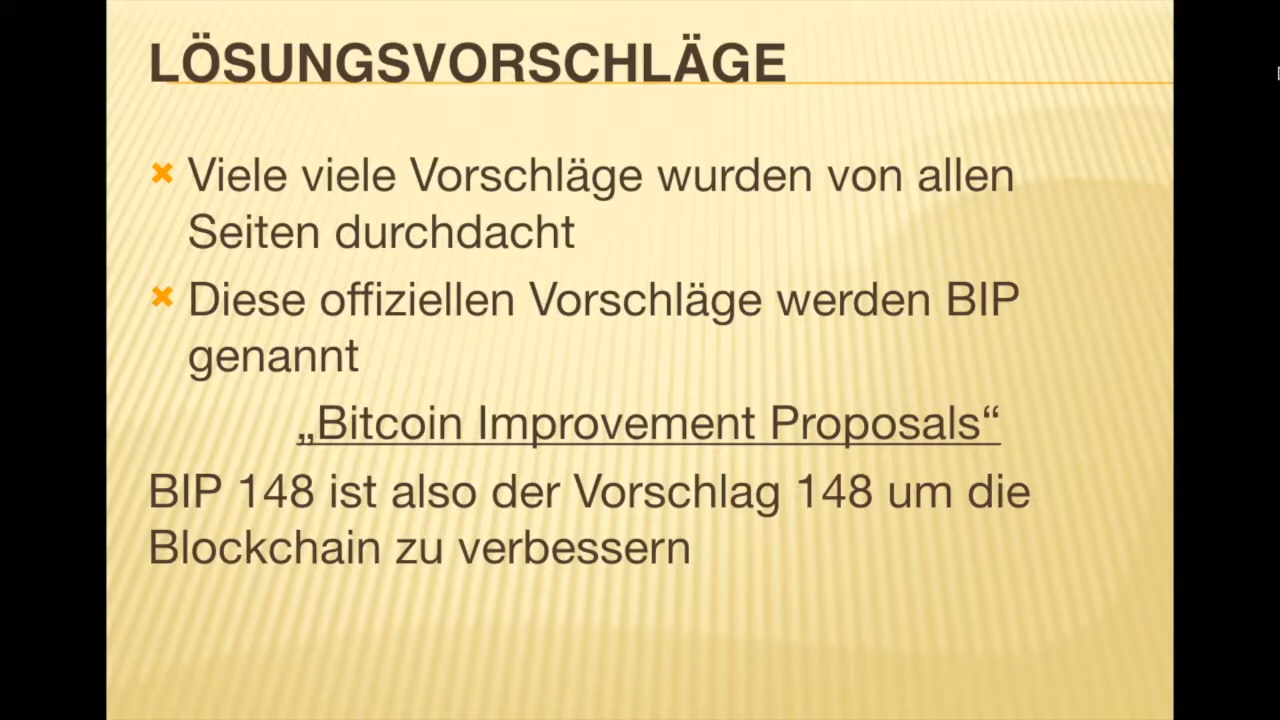 LÖSUNGSVORSCHLÄGE
Viele viele Vorschläge wurden von allen
Seiten durchdacht
Diese offiziellen Vorschläge werden BIP
genannt
„Bitcoin Improvement Proposals“
BIP 148 ist also der Vorschlag 148 um die
Blockchain zu verbessern